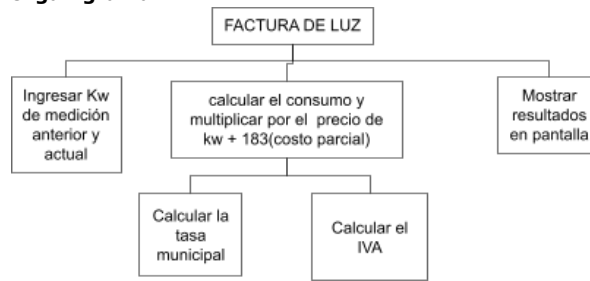 FACTURA DE LUZ
Ingresar Kw
de medición
anterior y
actual
calcular el consumo y
multiplicar por el precio de
kw + 183(costo parcial)
Mostrar
resultados
en pantalla
Calcular la
tasa
municipal
Calcular el
IVA